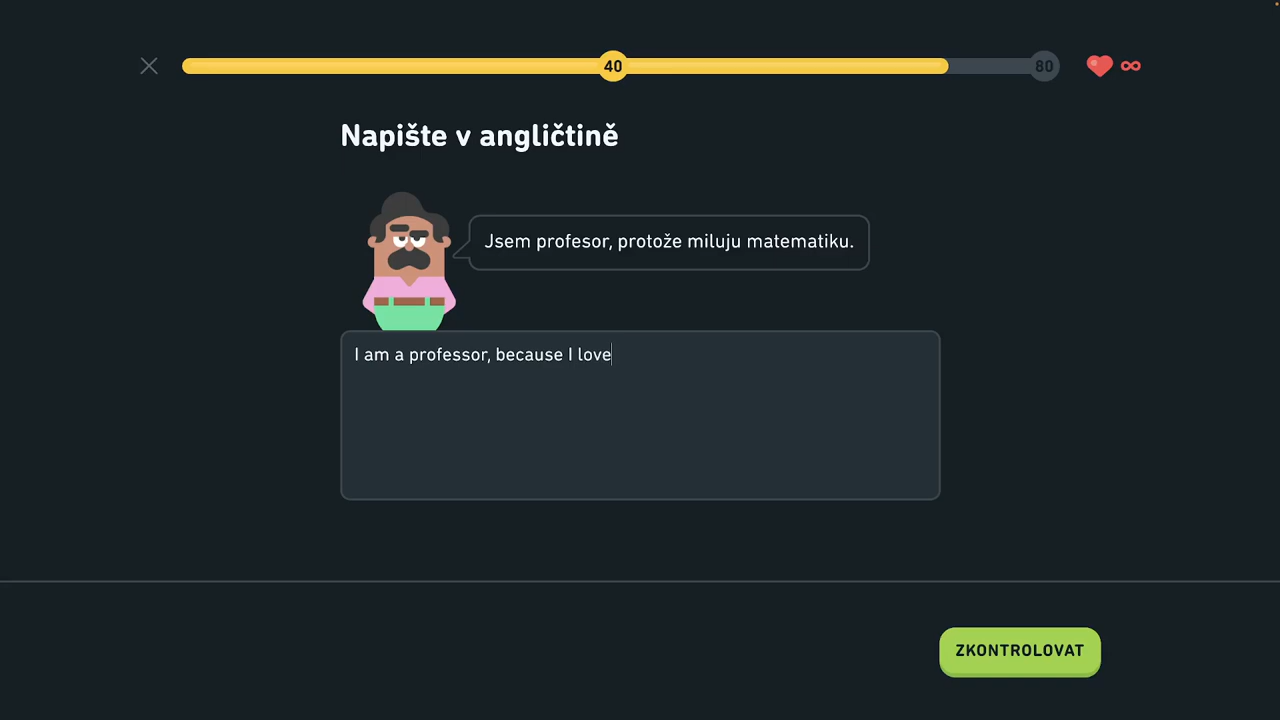 40
80
∞
Napište v angličtině
Jsem profesor, protože miluju matematiku.
I am a professor, because I love
ZKONTROLOVAT